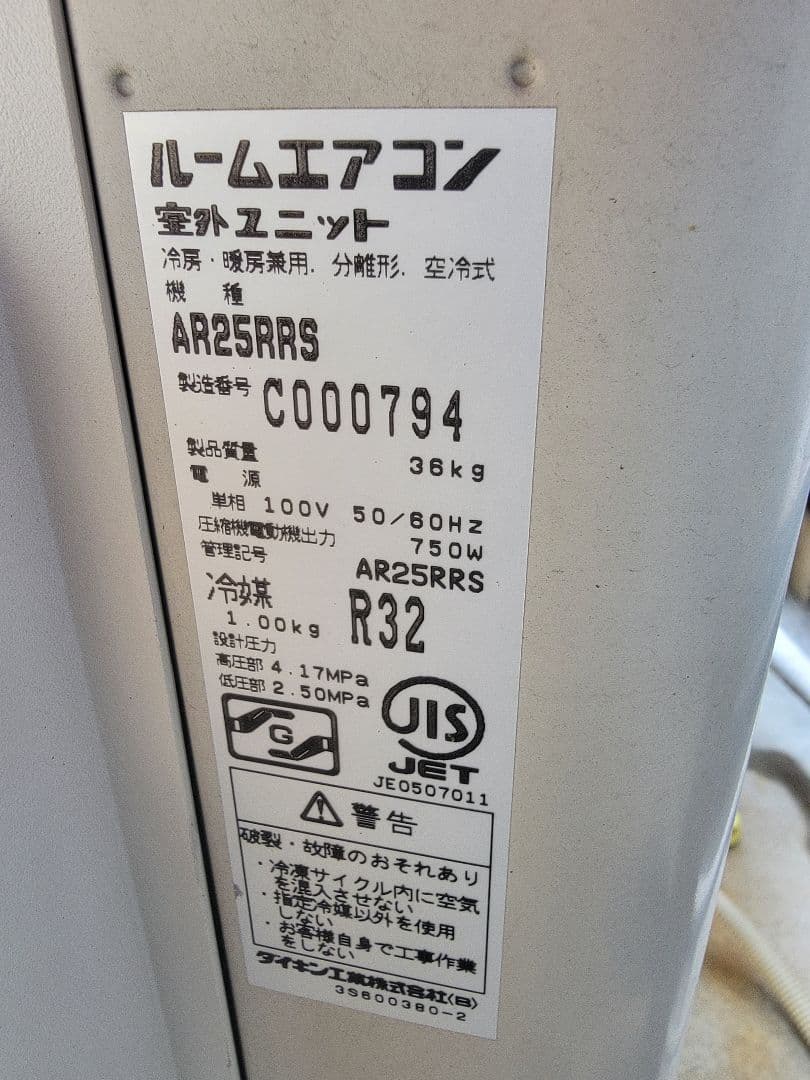 ルームエアコン
室外ユニット
冷房・暖房兼用. 分離形. 空冷式
機 種
AR25RRS
製造番号 C000794
製品質量 36kg
電 源
単相 100V 50/60Hz
圧縮機電動機出力 750W
管理記号 AR25RRS
冷媒 R32
1.00kg
設計圧力
高圧部 4.17MPa
低圧部 2.50MPa
G
JIS
JET
JE0507011
警告
破裂・故障のおそれあり
・冷凍サイクル内に空気
を混入させない
・指定冷媒以外を使用
しない
・お客様自身で工事作業
をしない
ダイキン工業株式会社(B)
3S600380-2